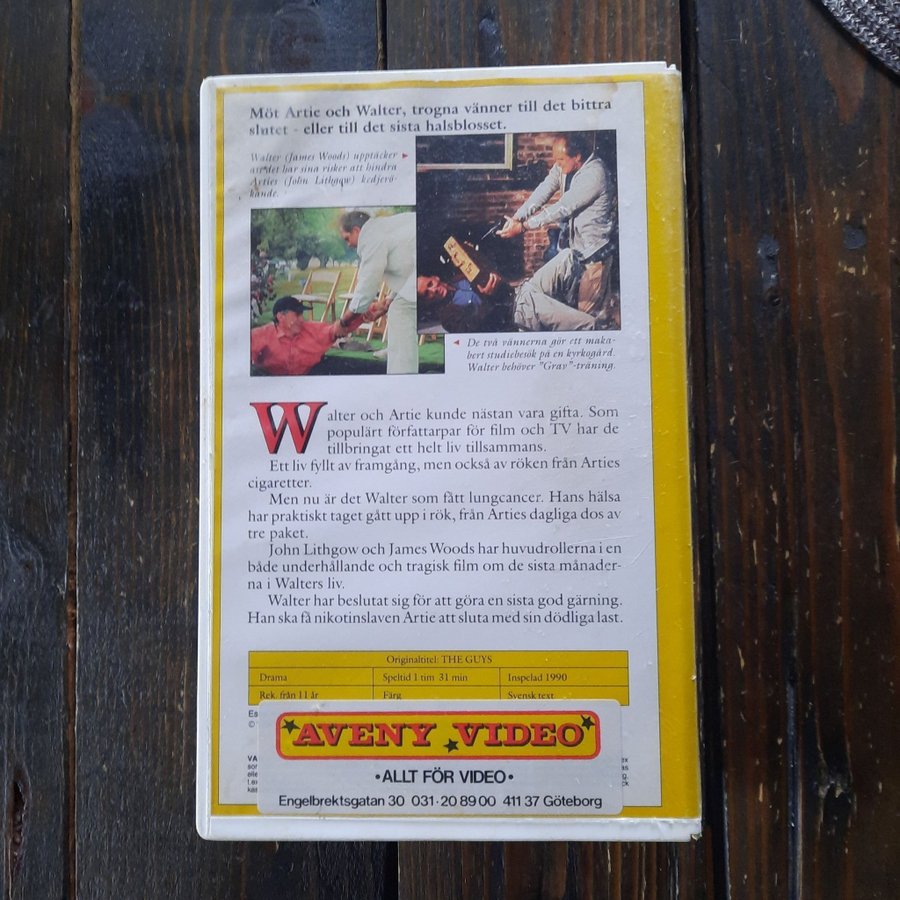 Möt Artie och Walter, trogna vänner till det bittra
slutet - eller till det sista halsblosset.
Walter (James Woods) upptäcker ►
att det har sina risker att hindra
Arties (John Lithgow) kedjerö-
kande.
◄ De två vännerna gör ett maka-
bert studiebesök på en kyrkogård.
Walter behöver "Grav"-träning.
Walter och Artie kunde nästan vara gifta. Som
populärt författarpar för film och TV har de
tillbringat ett helt liv tillsammans.
Ett liv fyllt av framgång, men också av röken från Arties
cigaretter.
Men nu är det Walter som fått lungcancer. Hans hälsa
har praktiskt taget gått upp i rök, från Arties dagliga dos av
tre paket.
John Lithgow och James Woods har huvudrollerna i en
både underhållande och tragisk film om de sista månader-
na i Walters liv.
Walter har beslutat sig för att göra en sista god gärning.
Han ska få nikotinslaven Artie att sluta med sin dödliga last.
Originaltitel: THE GUYS
Drama Speltid 1 tim 31 min Inspelad 1990
Rek. från 11 år Färg Svensk text
AVENY VIDEO
•ALLT FÖR VIDEO•
Engelbrektsgatan 30 031-20 89 00 411 37 Göteborg